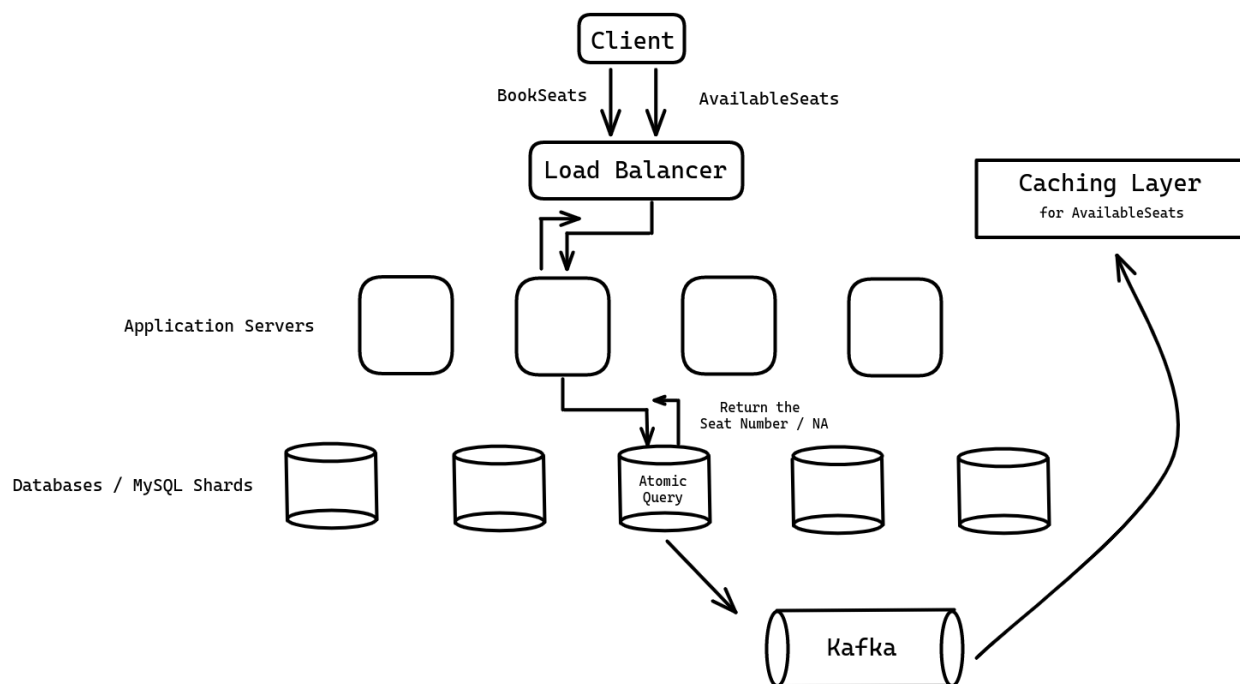 Client
BookSeats
AvailableSeats
Load Balancer
Caching Layer
for AvailableSeats
Application Servers
Return the
Seat Number / NA
Databases / MySQL Shards
Atomic
Query
Kafka